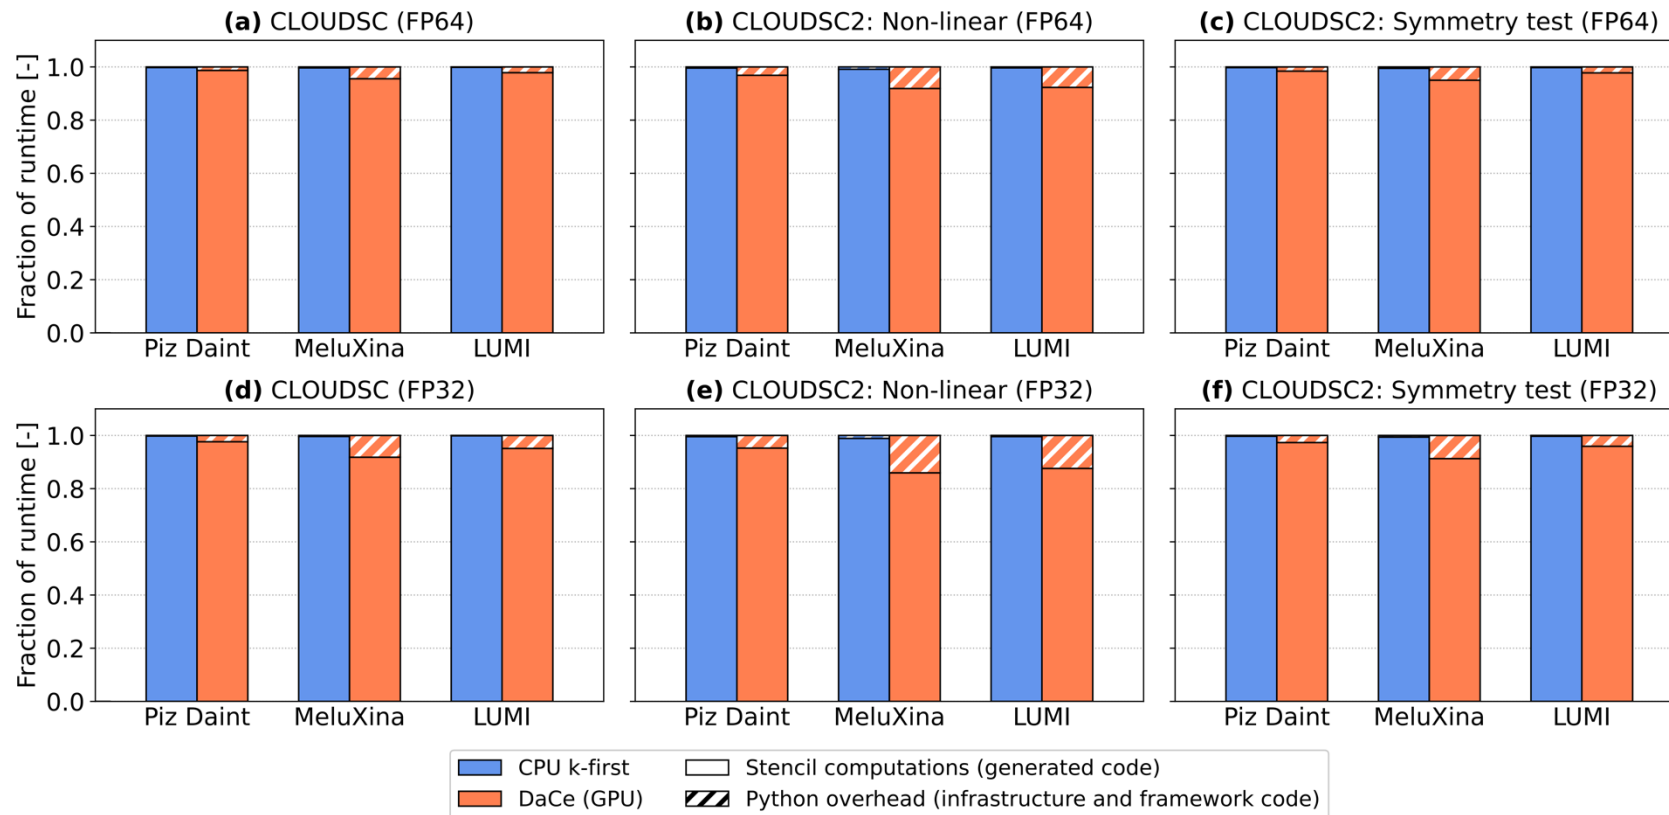 (a) CLOUDSC (FP64)
(b) CLOUDSC2: Non-linear (FP64)
(c) CLOUDSC2: Symmetry test (FP64)
Fraction of runtime [-]
1.0
0.8
0.6
0.4
0.2
0.0
Piz Daint MeluXina LUMI
Piz Daint MeluXina LUMI
Piz Daint MeluXina LUMI
(d) CLOUDSC (FP32)
(e) CLOUDSC2: Non-linear (FP32)
(f) CLOUDSC2: Symmetry test (FP32)
Fraction of runtime [-]
1.0
0.8
0.6
0.4
0.2
0.0
Piz Daint MeluXina LUMI
Piz Daint MeluXina LUMI
Piz Daint MeluXina LUMI
CPU k-first
DaCe (GPU)
Stencil computations (generated code)
Python overhead (infrastructure and framework code)